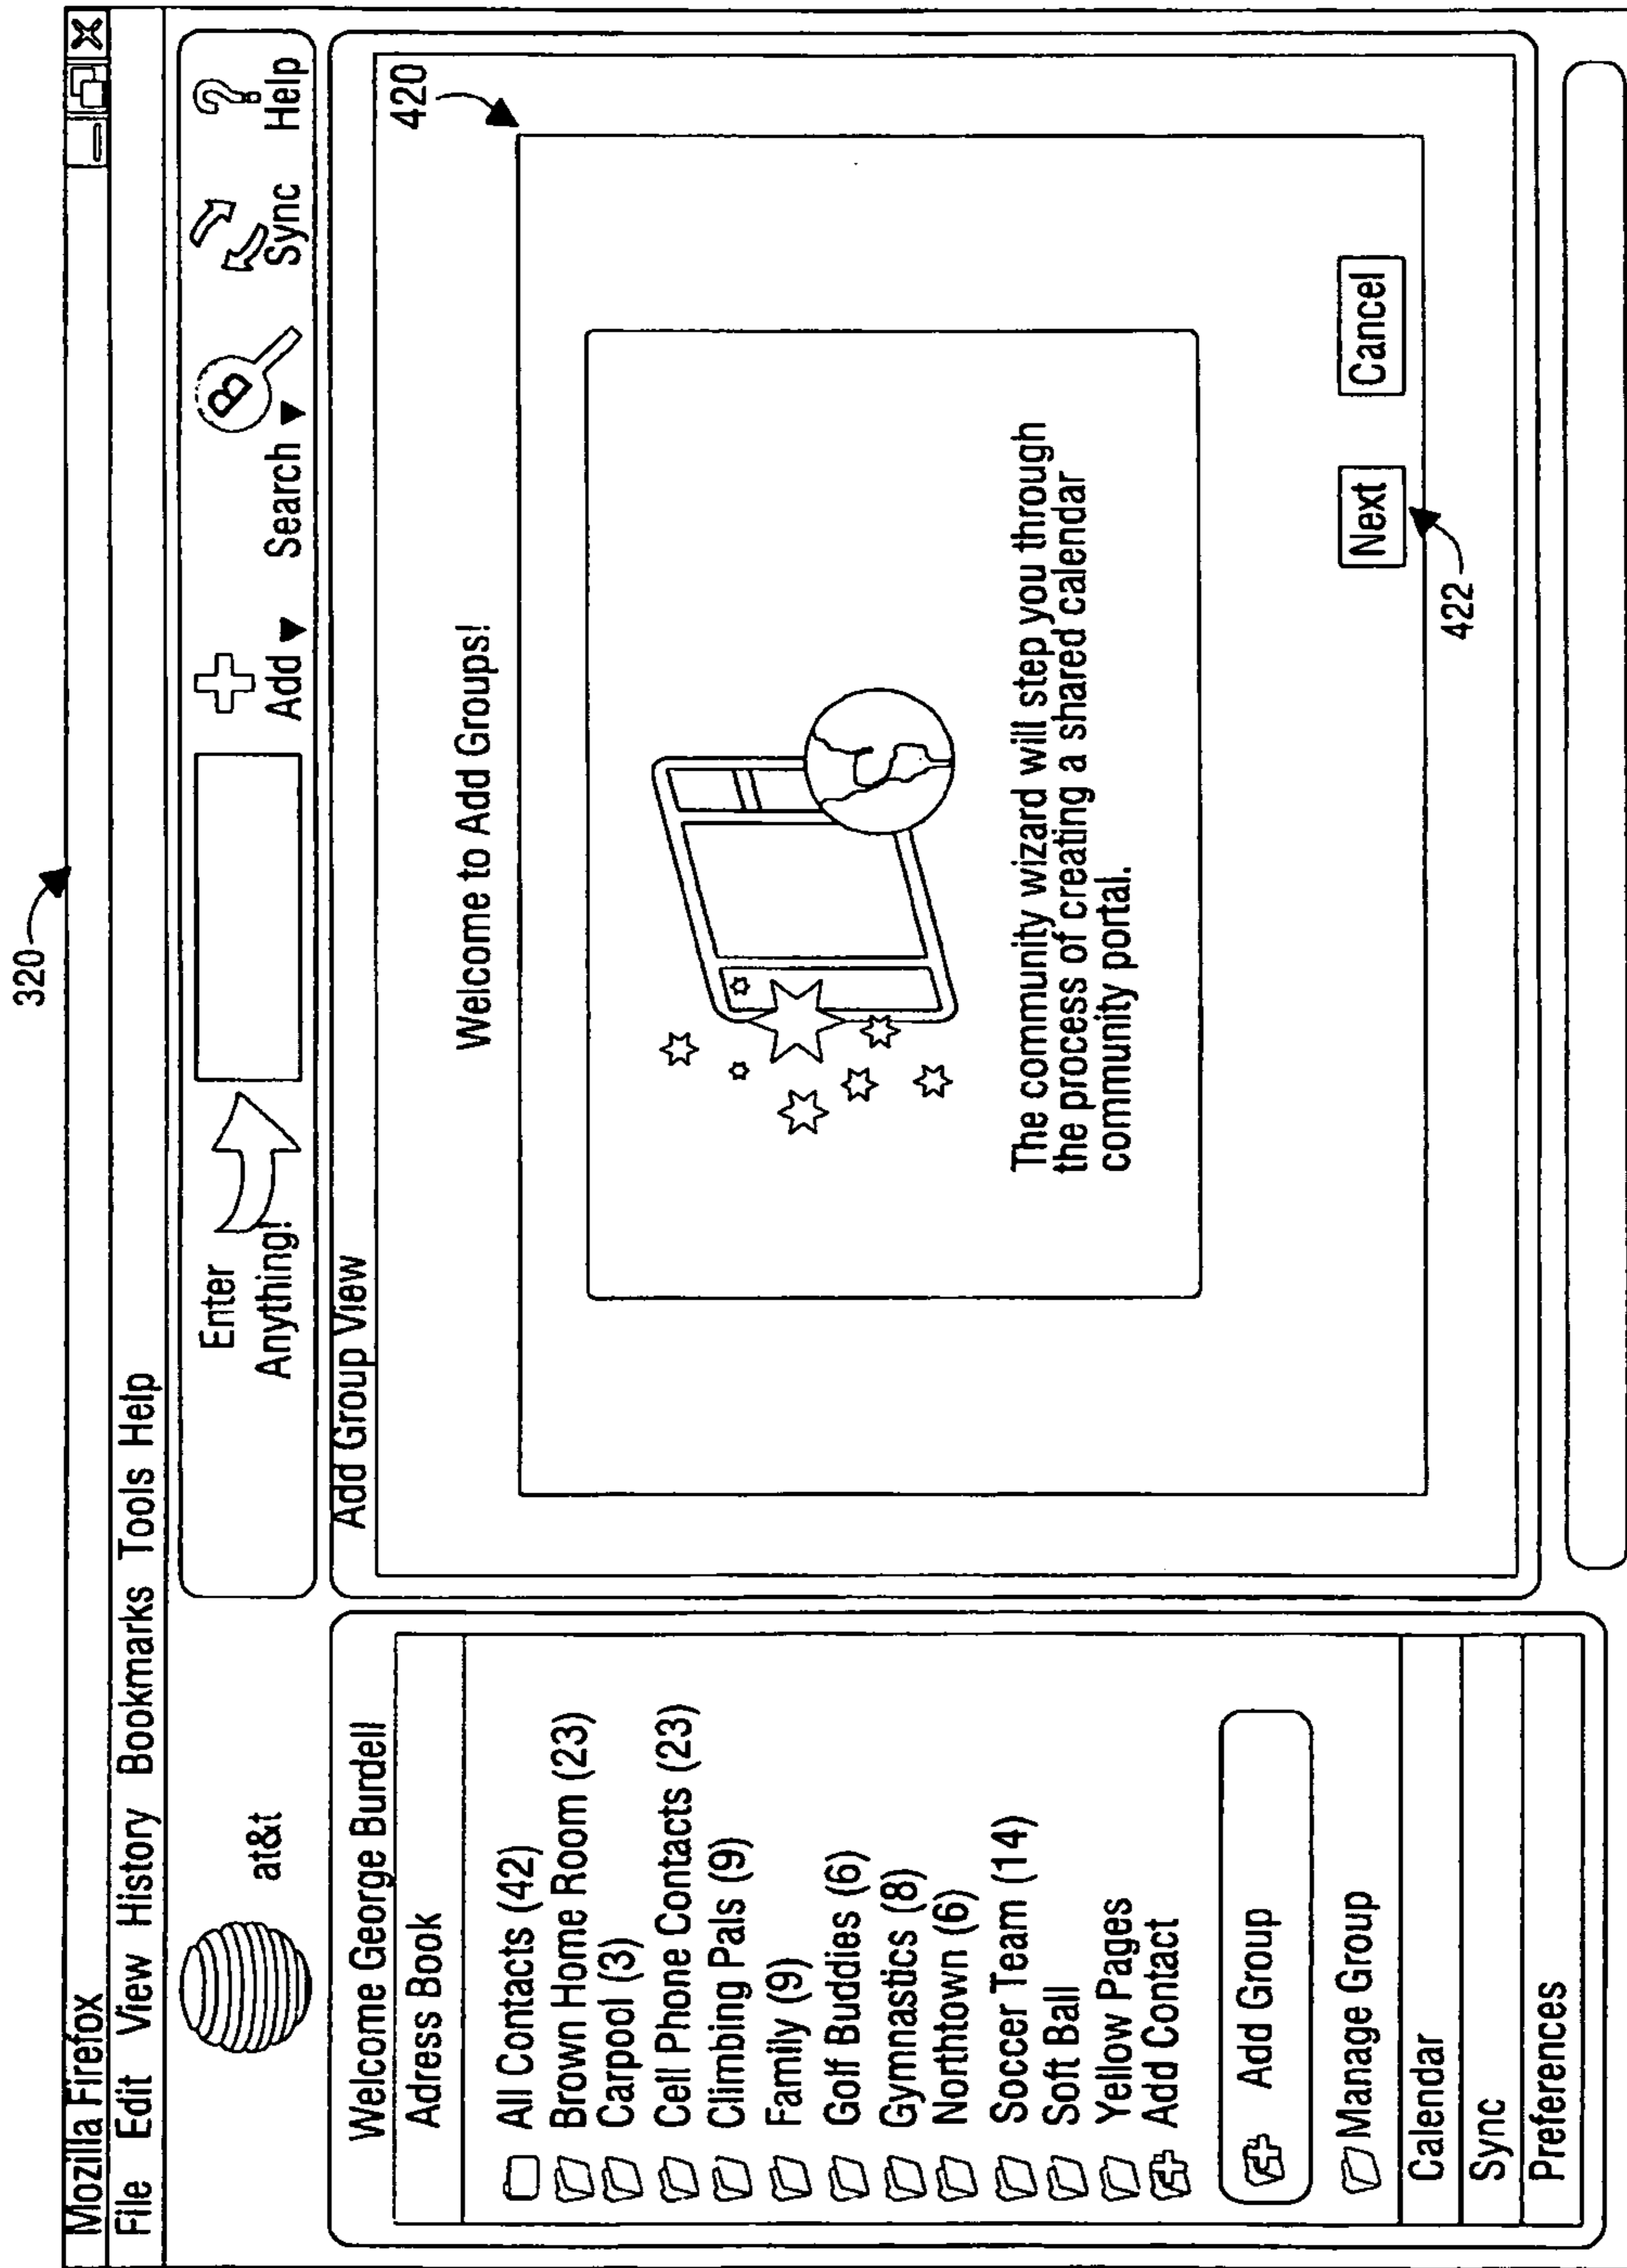 320
Mozilla Firefox
File Edit View History Bookmarks Tools Help
at&t
Enter
Anything!
Add ▼
Search ▼
B
Sync
?
Help
Welcome George Burdell
Adress Book
All Contacts (42)
Brown Home Room (23)
Carpool (3)
Cell Phone Contacts (23)
Climbing Pals (9)
Family (9)
Golf Buddies (6)
Gymnastics (8)
Northtown (6)
Soccer Team (14)
Soft Ball
Yellow Pages
Add Contact
Add Group
Manage Group
Calendar
Sync
Preferences
Add Group View
420
Welcome to Add Groups!
The community wizard will step you through
the process of creating a shared calendar
community portal.
Next
Cancel
422